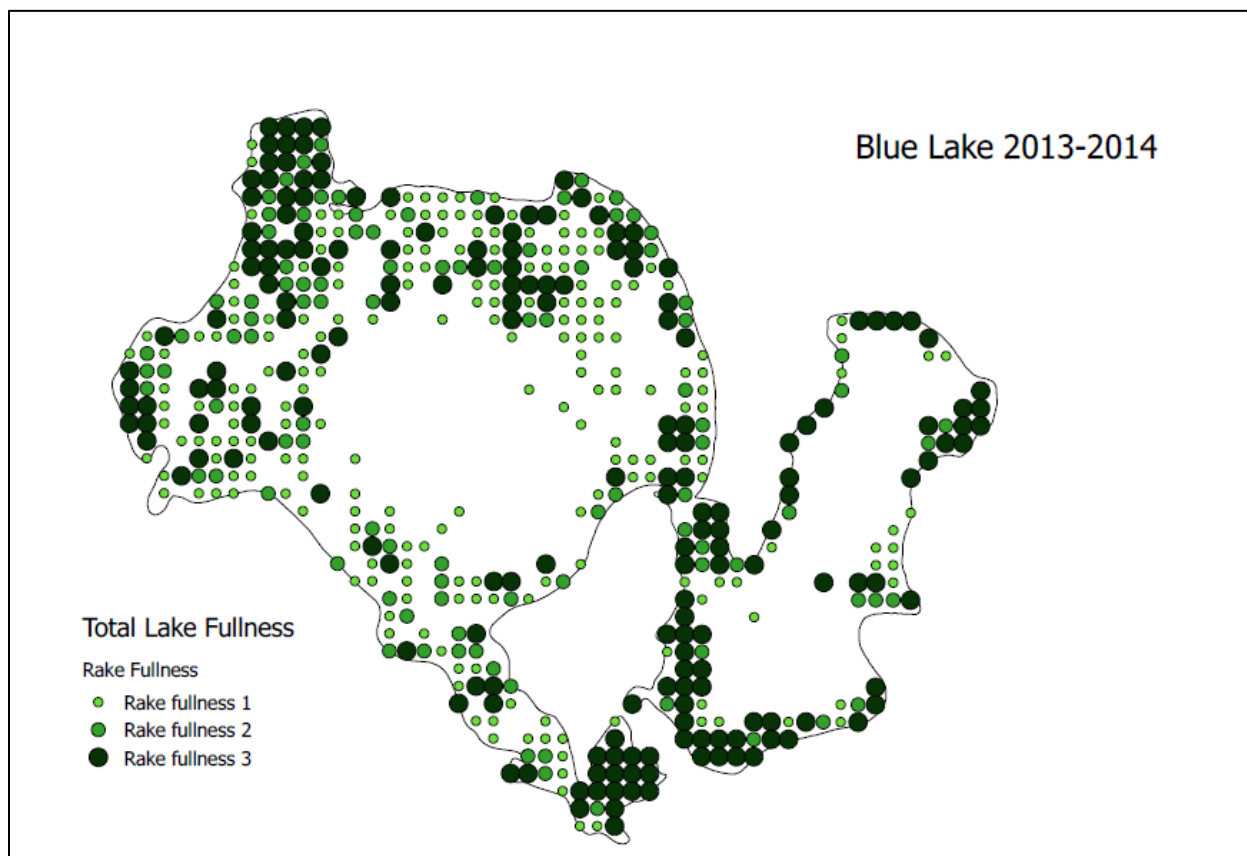 Blue Lake 2013-2014
Total Lake Fullness
Rake Fullness
Rake fullness 1
Rake fullness 2
Rake fullness 3